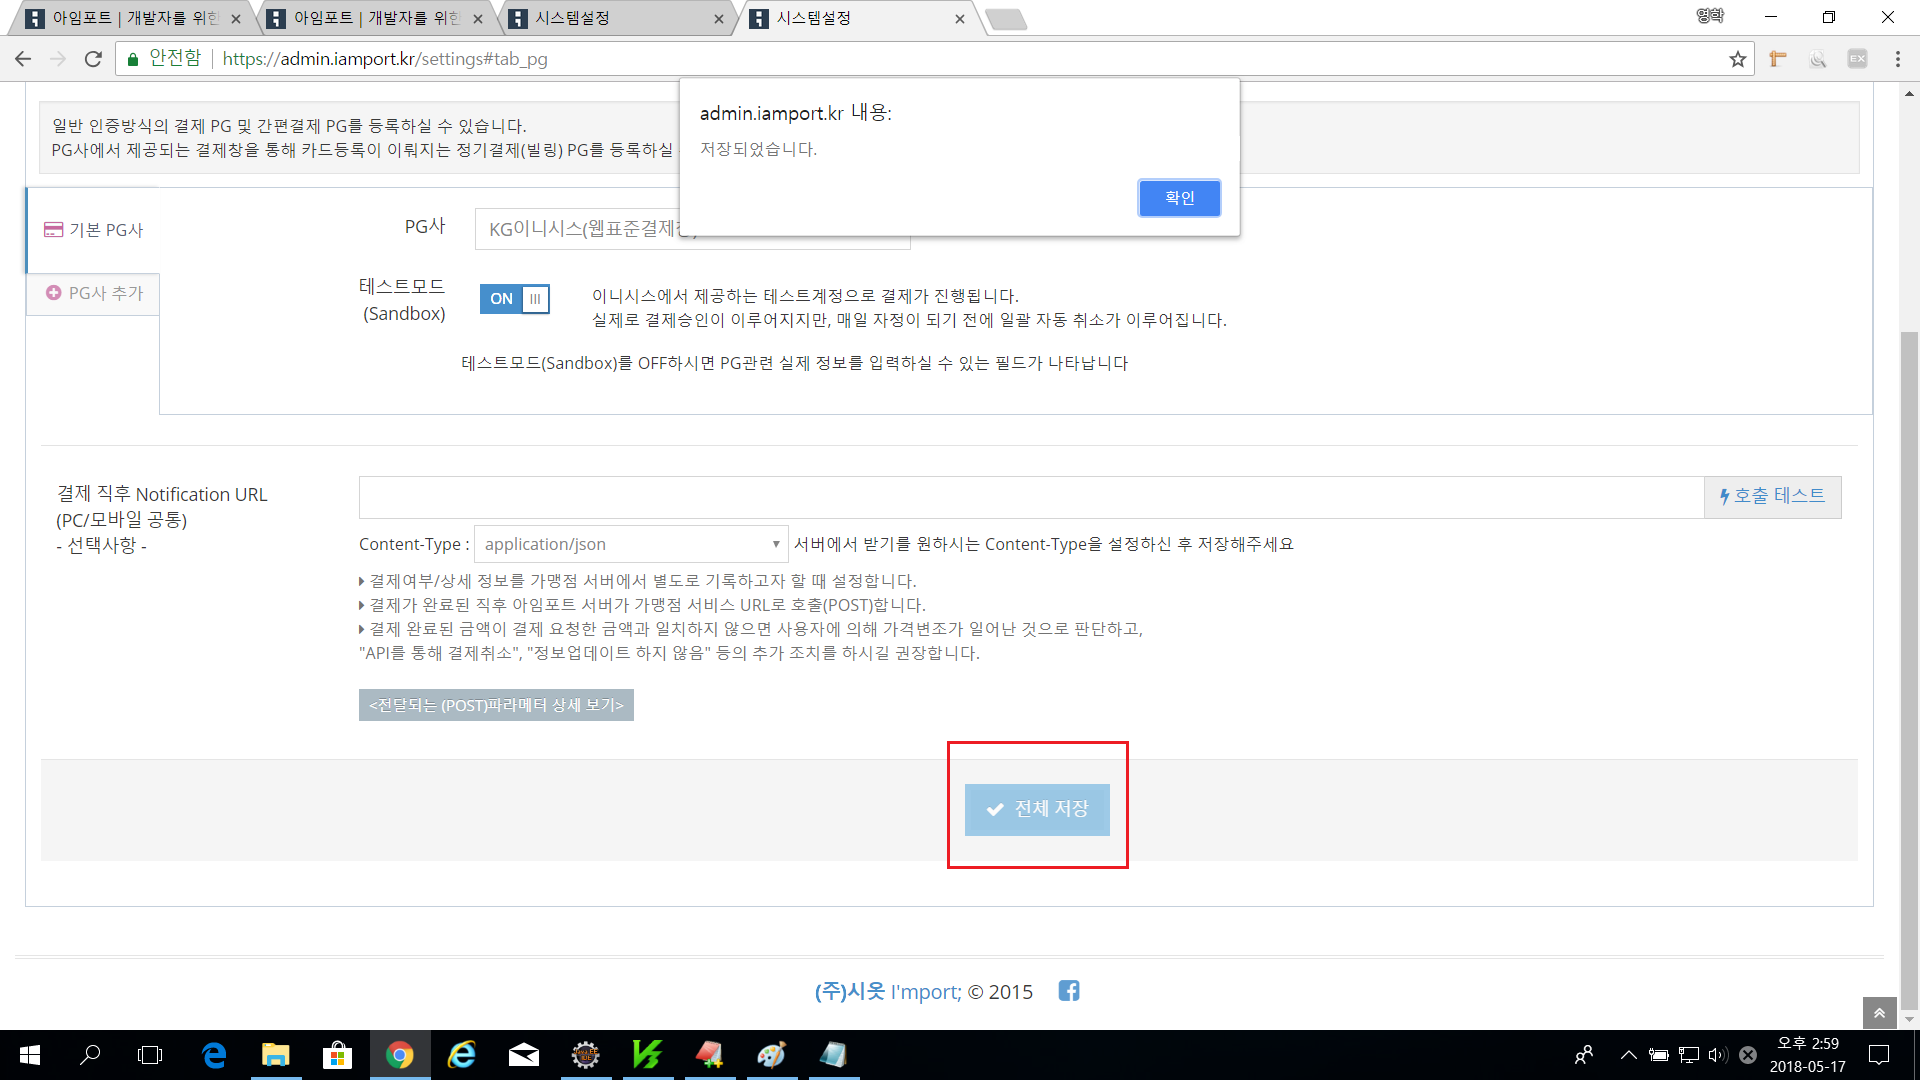 아임포트 | 개발자를 위한
아임포트 | 개발자를 위한
시스템설정
시스템설정
영학
안전함
https://admin.iamport.kr/settings#tab_pg
EX
admin.iamport.kr 내용:
저장되었습니다.
확인
일반 인증방식의 결제 PG 및 간편결제 PG를 등록하실 수 있습니다.
PG사에서 제공되는 결제창을 통해 카드등록이 이뤄지는 정기결제(빌링) PG를 등록하실
기본 PG사
PG사 추가
PG사
KG이니시스(웹표준결제창)
테스트모드
(Sandbox)
ON
이니시스에서 제공하는 테스트계정으로 결제가 진행됩니다.
실제로 결제승인이 이루어지지만, 매일 자정이 되기 전에 일괄 자동 취소가 이루어집니다.
테스트모드(Sandbox)를 OFF하시면 PG관련 실제 정보를 입력하실 수 있는 필드가 나타납니다
결제 직후 Notification URL
(PC/모바일 공통)
- 선택사항 -
호출 테스트
Content-Type : application/json 서버에서 받기를 원하시는 Content-Type을 설정하신 후 저장해주세요
결제여부/상세 정보를 가맹점 서버에서 별도로 기록하고자 할 때 설정합니다.
결제가 완료된 직후 아임포트 서버가 가맹점 서비스 URL로 호출(POST)합니다.
결제 완료된 금액이 결제 요청한 금액과 일치하지 않으면 사용자에 의해 가격변조가 일어난 것으로 판단하고,
"API를 통해 결제취소", "정보업데이트 하지 않음" 등의 추가 조치를 하시길 권장합니다.
<전달되는 (POST)파라메터 상세 보기>
전체 저장
(주)시옷 I'mport; © 2015
오후 2:59
2018-05-17